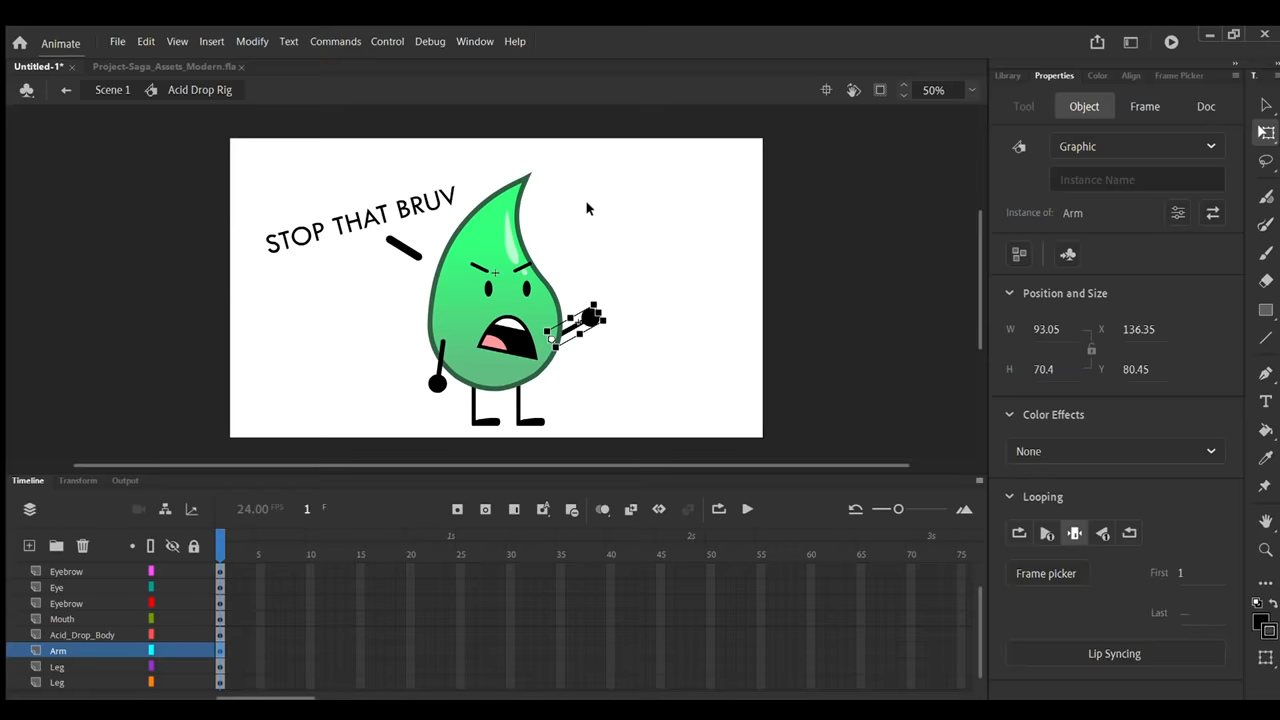 Animate File Edit View Insert Modify Text Commands Control Debug Window Help
Untitled-1* Project-Saga_Assets_Modern.fla
Library Properties Color Align Frame Picker T.
Scene 1 Acid Drop Rig 50%
Tool Object Frame Doc
Graphic
Instance Name
Instance of: Arm
STOP THAT BRUV
Position and Size
W 93.05 X 136.35
H 70.4 Y 80.45
Color Effects
None
Looping
Frame picker First 1
Last —
Lip Syncing
Timeline Transform Output
24.00 FPS 1 F
1s 2s 3s
5 10 15 20 25 30 35 40 45 50 55 60 65 70 75
Eyebrow
Eye
Eyebrow
Mouth
Acid_Drop_Body
Arm
Leg
Leg